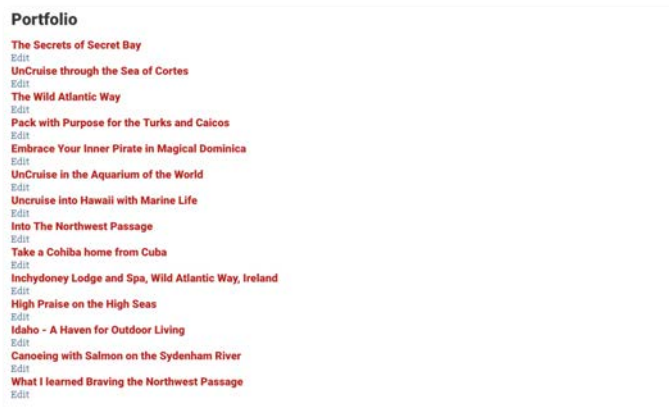 Portfolio
The Secrets of Secret Bay
Edit
UnCruise through the Sea of Cortes
Edit
The Wild Atlantic Way
Edit
Pack with Purpose for the Turks and Caicos
Edit
Embrace Your Inner Pirate in Magical Dominica
Edit
UnCruise in the Aquarium of the World
Edit
Uncruise into Hawaii with Marine Life
Edit
Into The Northwest Passage
Edit
Take a Cohiba home from Cuba
Edit
Inchydoney Lodge and Spa, Wild Atlantic Way, Ireland
Edit
High Praise on the High Seas
Edit
Idaho - A Haven for Outdoor Living
Edit
Canoeing with Salmon on the Sydenham River
Edit
What I learned Braving the Northwest Passage
Edit